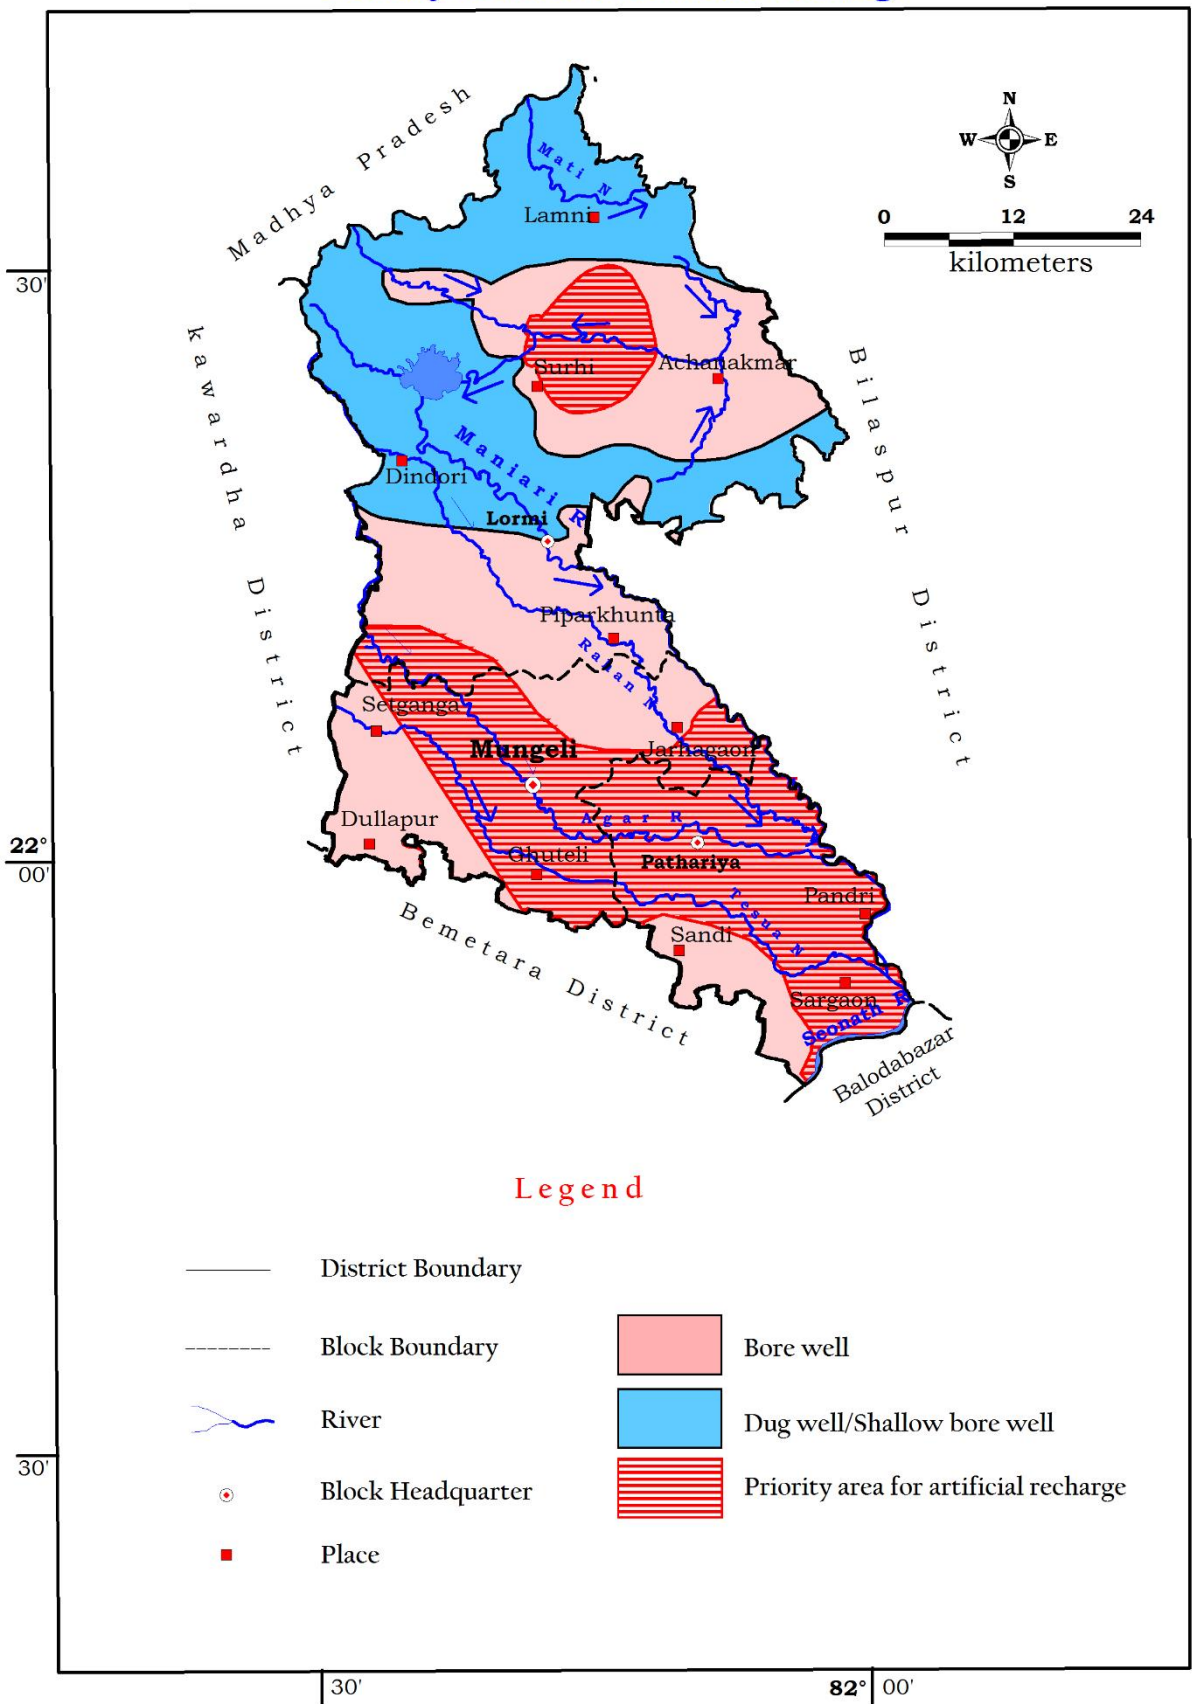 N
W E
S
0 12 24
kilometers
Madhya Pradesh
Mati N
Lamni
30'
kawardha District
Bilaspur District
Surhi
Achanakmar
Maniari R
Dindori
Lormi
Piparkhunta
Rahan N
Setganga
Mungeli
Jarhagaon
Agar R
Dullapur
22°
00'
Ghuteli
Pathariya
Pandri
Tesua N
Bemetara District
Sandi
Sargaon
Seonath R
Balodabazar
District
Legend
District Boundary
Block Boundary
Bore well
River
Dug well/Shallow bore well
30'
Block Headquarter
Priority area for artificial recharge
Place
30'
82° 00'